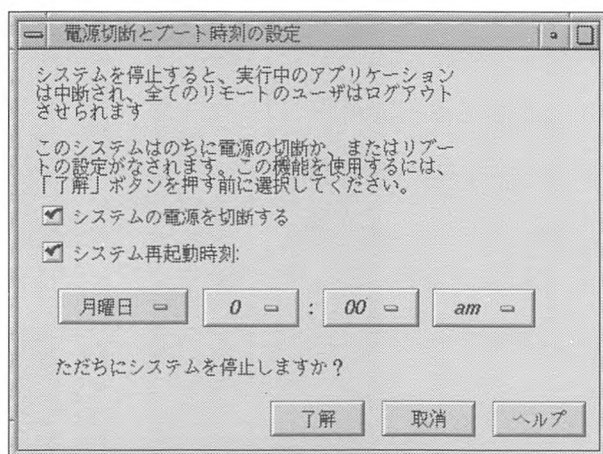 電源切断とブート時刻の設定
システムを停止すると、実行中のアプリケーション
は中断され、全てのリモートのユーザはログアウト
させられます
このシステムはのちに電源の切断か、またはリブー
トの設定がなされます。この機能を使用するには、
「了解」ボタンを押す前に選択してください。
システムの電源を切断する
システム再起動時刻:
月曜日 0 : 00 am
ただちにシステムを停止しますか？
了解 取消 ヘルプ